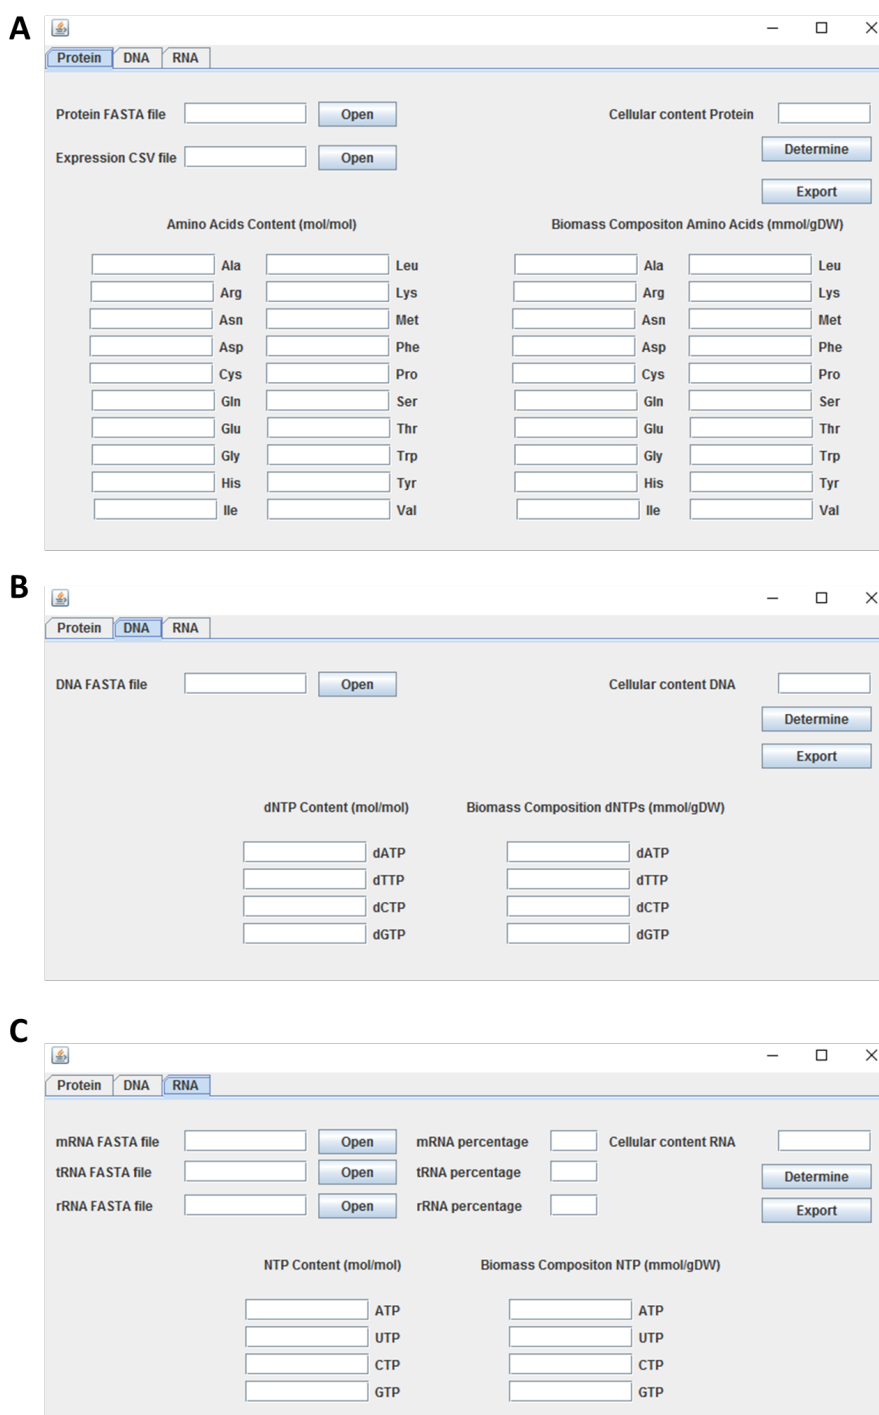 A
Protein DNA RNA
Protein FASTA file Open Cellular content Protein
Expression CSV file Open Determine
Export
Amino Acids Content (mol/mol) Biomass Compositon Amino Acids (mmol/gDW)
Ala Leu Ala Leu
Arg Lys Arg Lys
Asn Met Asn Met
Asp Phe Asp Phe
Cys Pro Cys Pro
Gln Ser Gln Ser
Glu Thr Glu Thr
Gly Trp Gly Trp
His Tyr His Tyr
Ile Val Ile Val
B
Protein DNA RNA
DNA FASTA file Open Cellular content DNA
Determine
Export
dNTP Content (mol/mol) Biomass Composition dNTPs (mmol/gDW)
dATP dATP
dTTP dTTP
dCTP dCTP
dGTP dGTP
C
Protein DNA RNA
mRNA FASTA file Open mRNA percentage Cellular content RNA
tRNA FASTA file Open tRNA percentage Determine
rRNA FASTA file Open rRNA percentage Export
NTP Content (mol/mol) Biomass Compositon NTP (mmol/gDW)
ATP ATP
UTP UTP
CTP CTP
GTP GTP